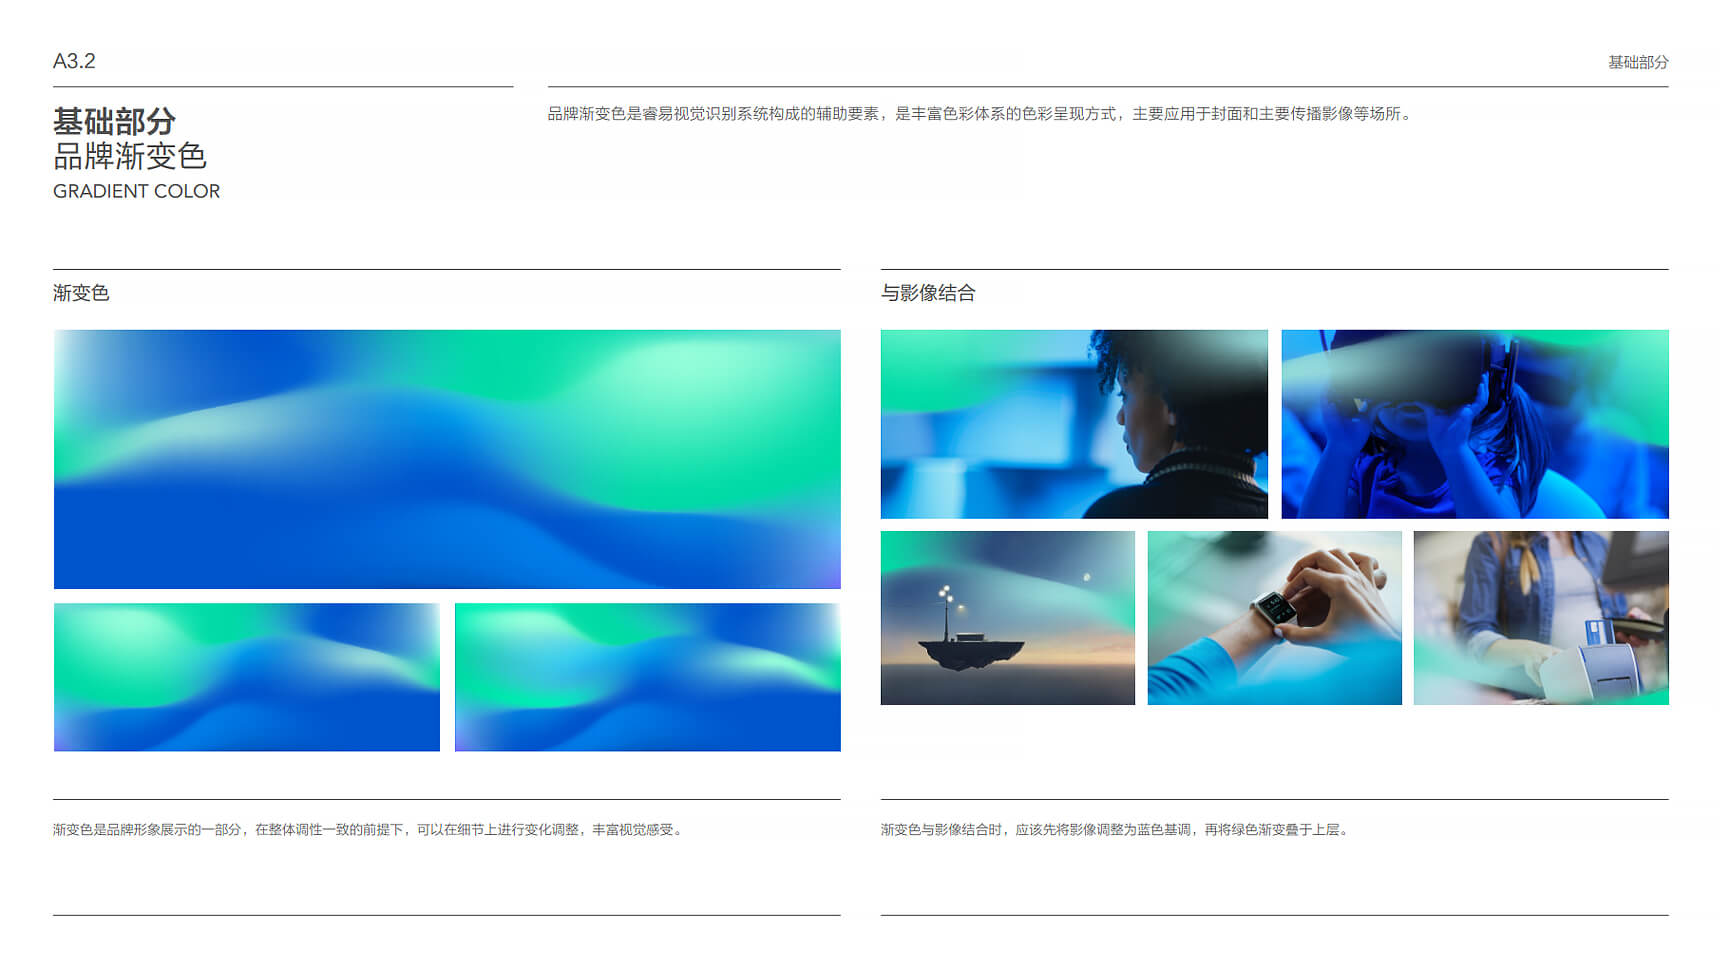 A3.2
基础部分
基础部分
品牌渐变色
GRADIENT COLOR
品牌渐变色是睿易视觉识别系统构成的辅助要素，是丰富色彩体系的色彩呈现方式，主要应用于封面和主要传播影像等场所。
渐变色
与影像结合
渐变色是品牌形象展示的一部分，在整体调性一致的前提下，可以在细节上进行变化调整，丰富视觉感受。
渐变色与影像结合时，应该先将影像调整为蓝色基调，再将绿色渐变叠于上层。